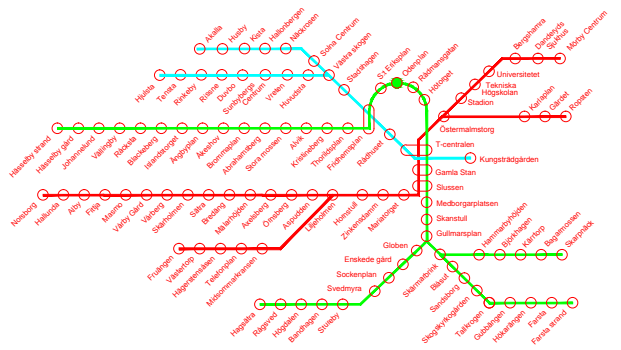 Akalla
Husby
Kista
Hallonbergen
Näckrosen
Solna Centrum
Västra skogen
Stadshagen
S:t Eriksplan
Odenplan
Rådmansgatan
Hötorget
Bergshamra
Danderyds
Sjukhus
Mörby Centrum
Universitetet
Tekniska
Högskolan
Stadion
Karlaplan
Gärdet
Ropsten
Östermalmstorg
Hjulsta
Tensta
Rinkeby
Rissne
Duvbo
Sundbybergs
Centrum
Vreten
Huvudsta
Hässelby strand
Hässelby gård
Johannelund
Vällingby
Råcksta
Blackeberg
Islandstorget
Ängbyplan
Åkeshov
Brommaplan
Abrahamsberg
Stora mossen
Alvik
Kristineberg
Thorildsplan
Fridhemsplan
Rådhuset
T-centralen
Kungsträdgården
Gamla Stan
Slussen
Medborgarplatsen
Skanstull
Gullmarsplan
Norsborg
Hallunda
Alby
Fittja
Masmo
Vårby Gård
Vårberg
Skärholmen
Sätra
Bredäng
Mälarhöjden
Axelsberg
Örnsberg
Aspudden
Liljeholmen
Hornstull
Zinkensdamm
Mariatorget
Fruängen
Västertorp
Hägerstensåsen
Telefonplan
Midsommarkransen
Globen
Enskede gård
Sockenplan
Svedmyra
Stureby
Bandhagen
Högdalen
Rågsved
Hagsätra
Skärmarbrink
Hammarbyhöjden
Björkhagen
Kärrtorp
Bagarmossen
Skarpnäck
Blåsut
Sandsborg
Skogskyrkogården
Tallkrogen
Gubbängen
Hökarängen
Farsta
Farsta strand